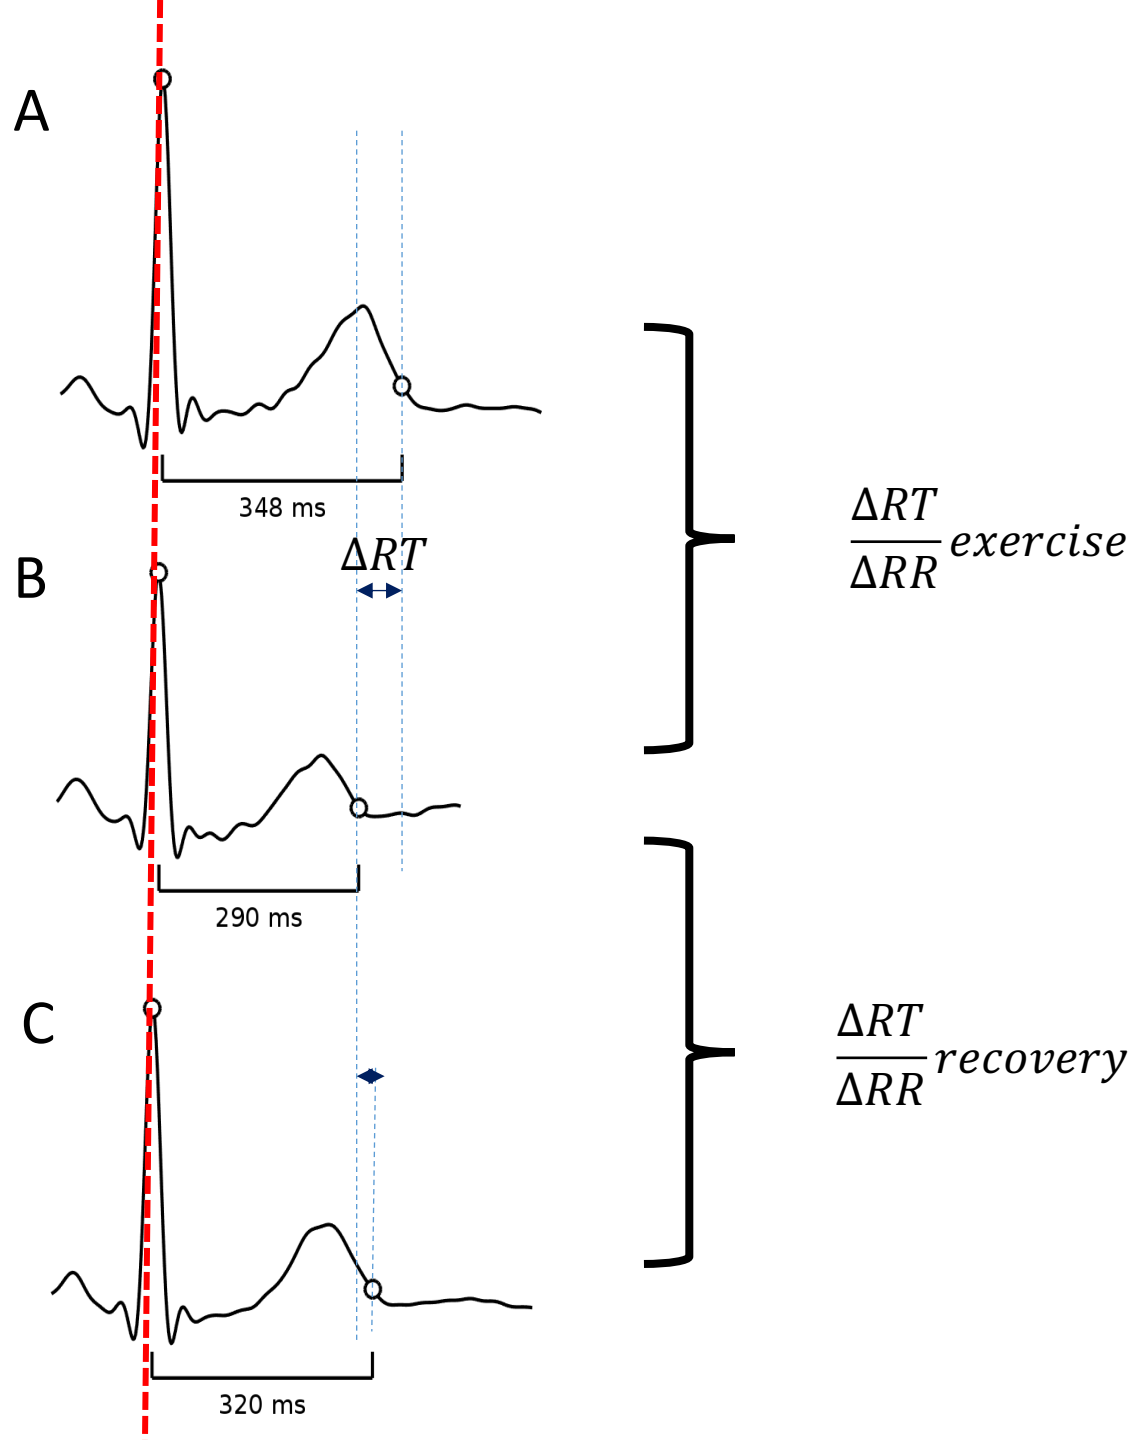 A
348 ms
ΔRT
B
ΔRT
ΔRR
exercise
290 ms
C
ΔRT
ΔRR
recovery
320 ms